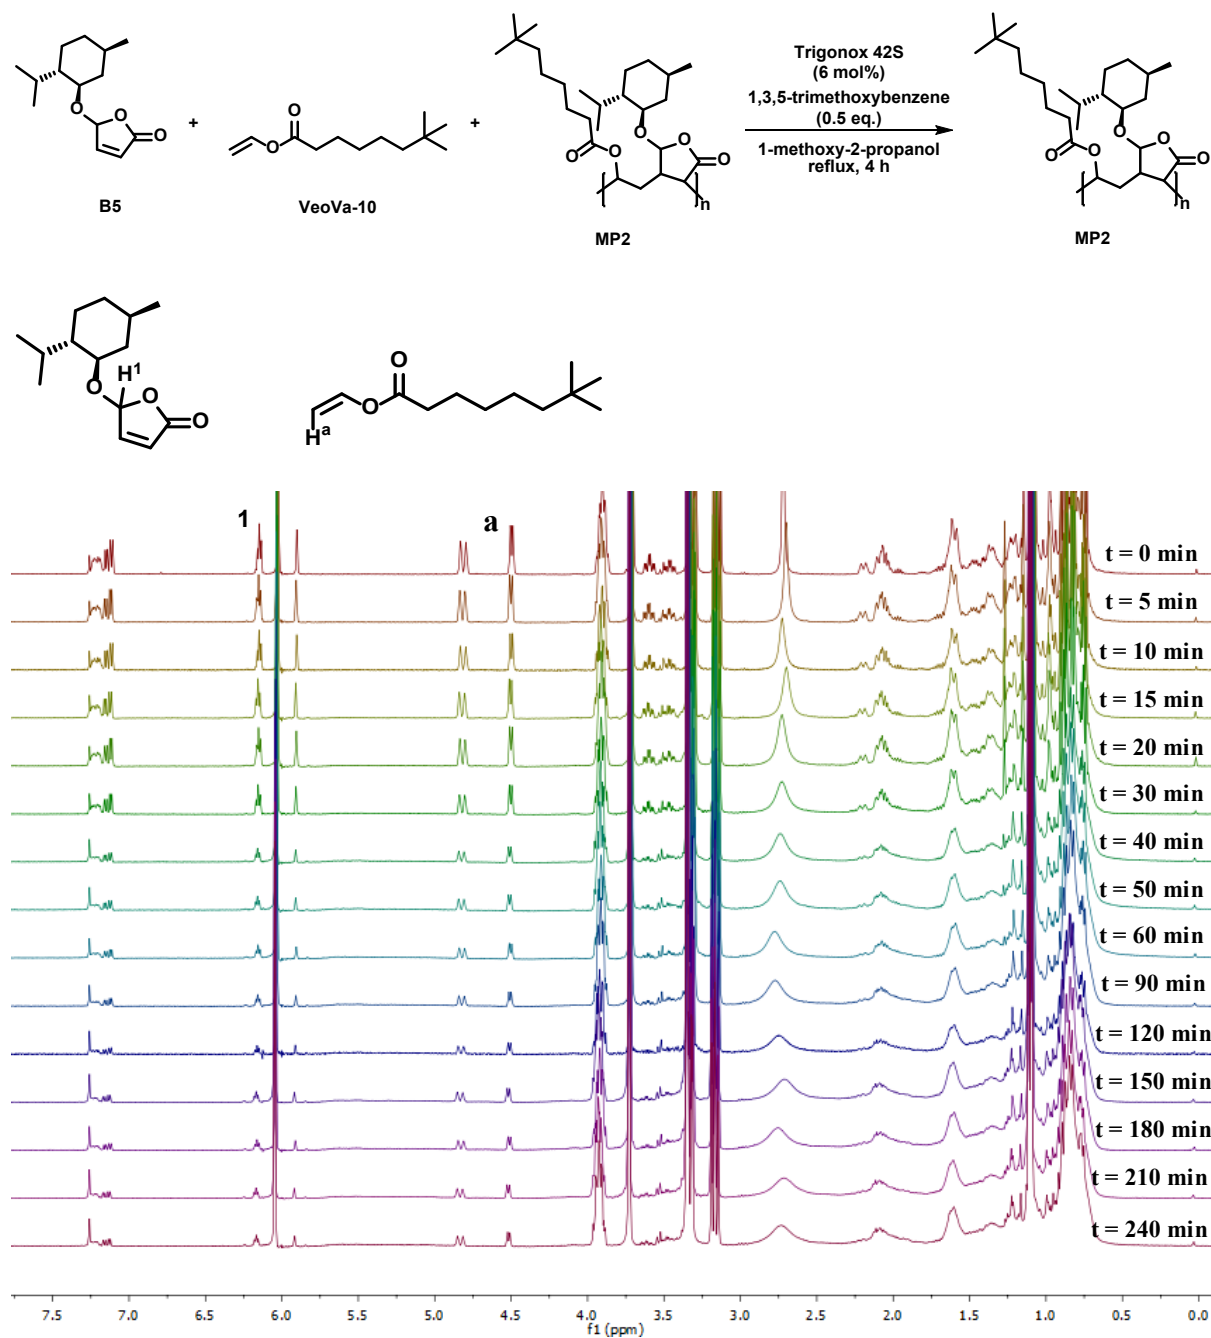 O
O
O
+
O
O
+
O
O
O
O
O
n
Trigonox 42S
(6 mol%)
1,3,5-trimethoxybenzene
(0.5 eq.)
1-methoxy-2-propanol
reflux, 4 h
O
O
O
O
O
n
B5
VeoVa-10
MP2
MP2
H1
O
O
O
O
O
Ha
1
a
t = 0 min
t = 5 min
t = 10 min
t = 15 min
t = 20 min
t = 30 min
t = 40 min
t = 50 min
t = 60 min
t = 90 min
t = 120 min
t = 150 min
t = 180 min
t = 210 min
t = 240 min
7.5 7.0 6.5 6.0 5.5 5.0 4.5 4.0 3.5 3.0 2.5 2.0 1.5 1.0 0.5 0.0
f1 (ppm)